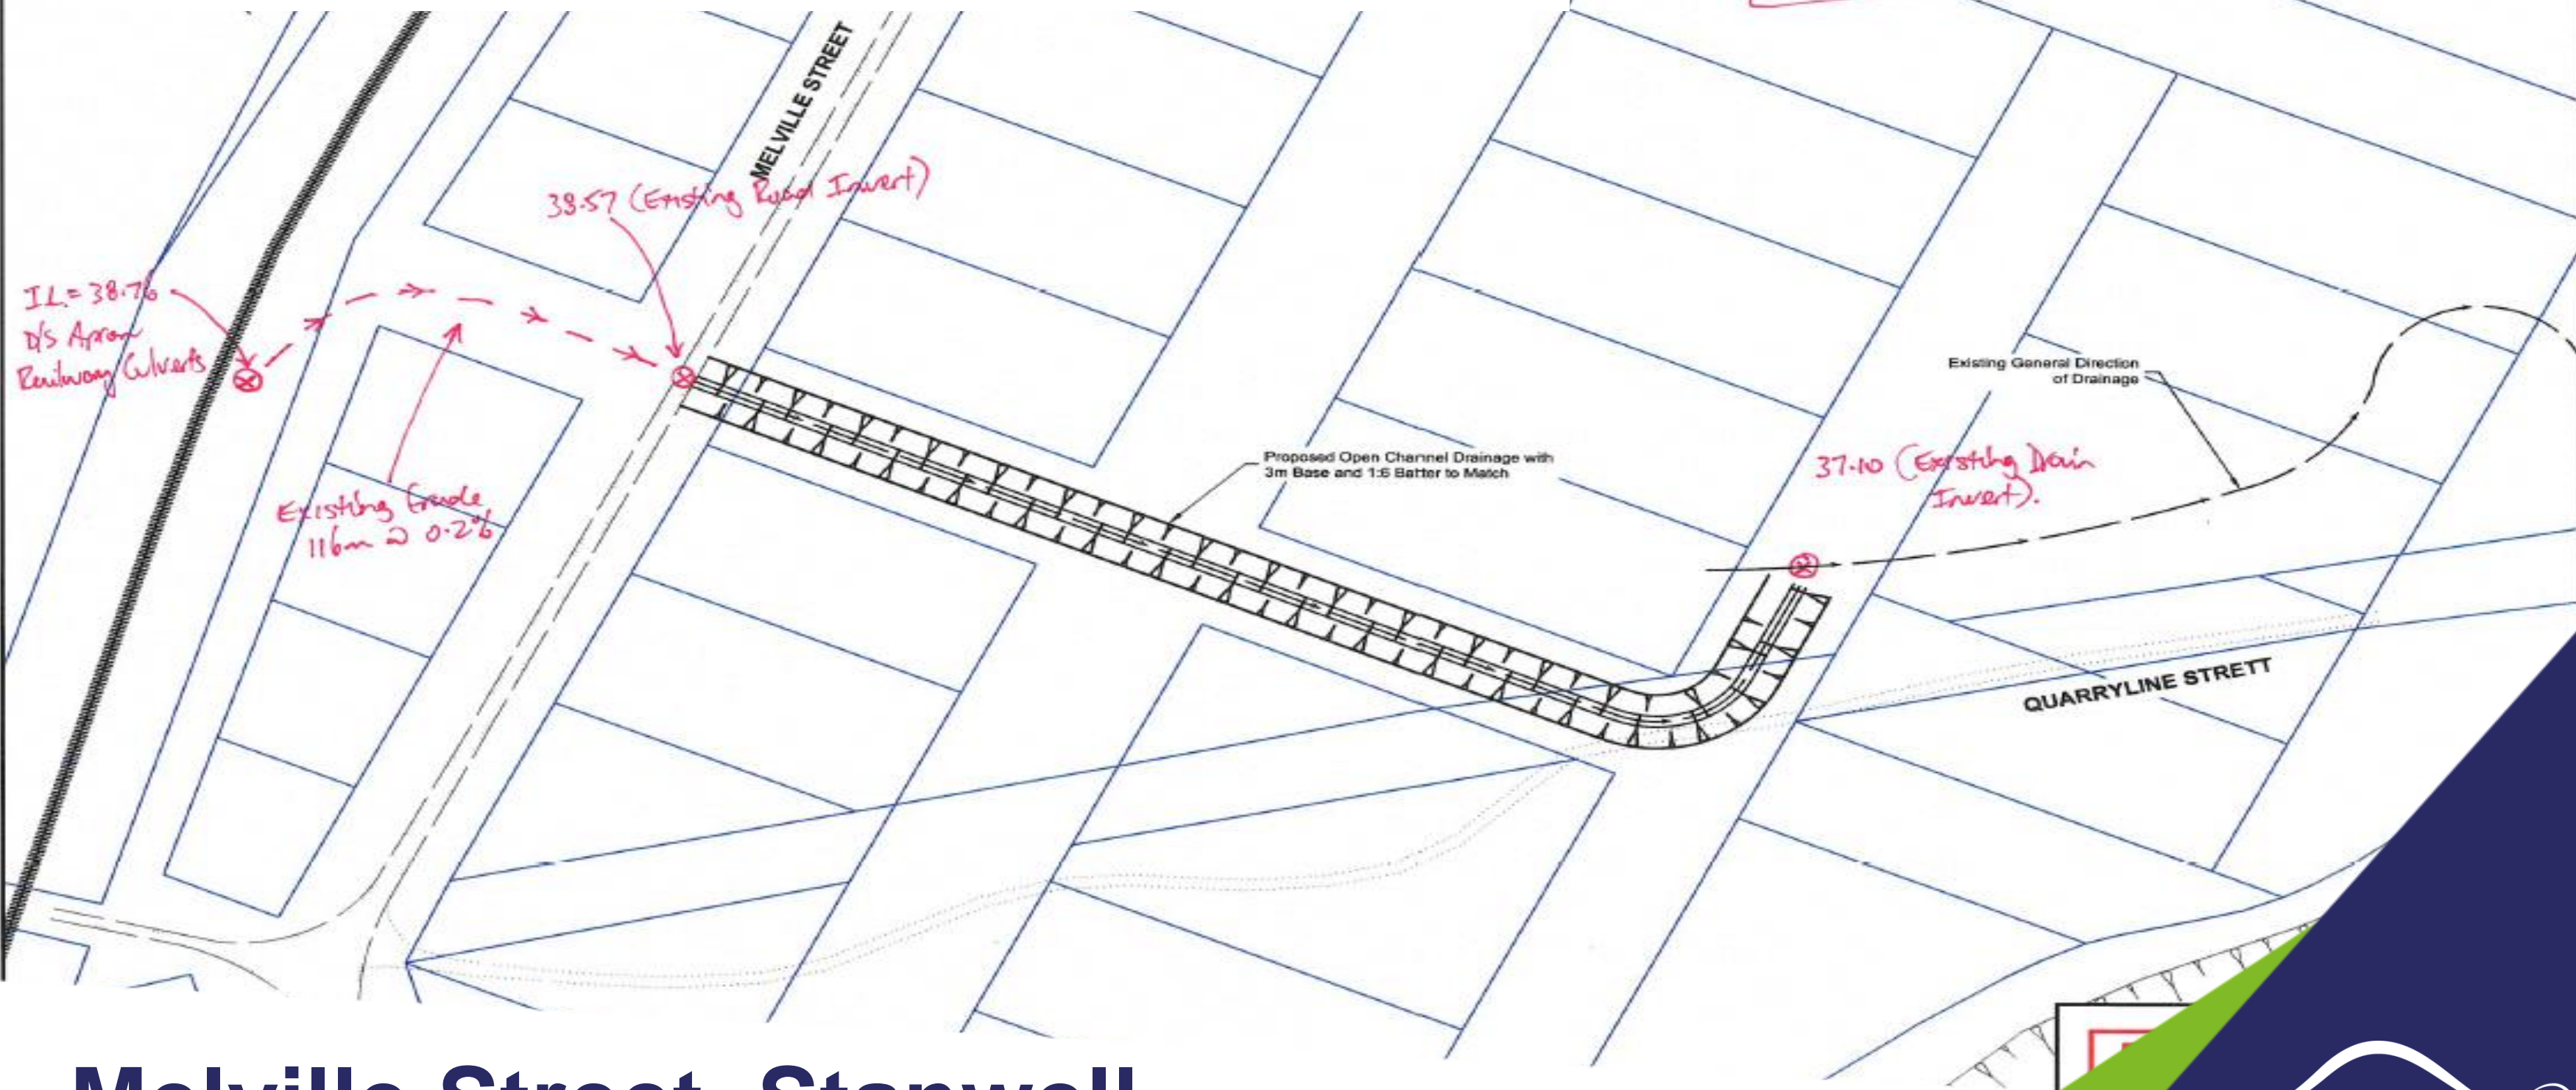 MELVILLE STREET
38.57 (Existing Road Invert)
IL = 38.76
D/S Apron
Railway Culverts
Existing Grade
116m @ 0.2%
Proposed Open Channel Drainage with
3m Base and 1:6 Batter to Match
Existing General Direction
of Drainage
37.10 (Existing Drain
Invert).
QUARRYLINE STRETT
Melville Street, Stanwell